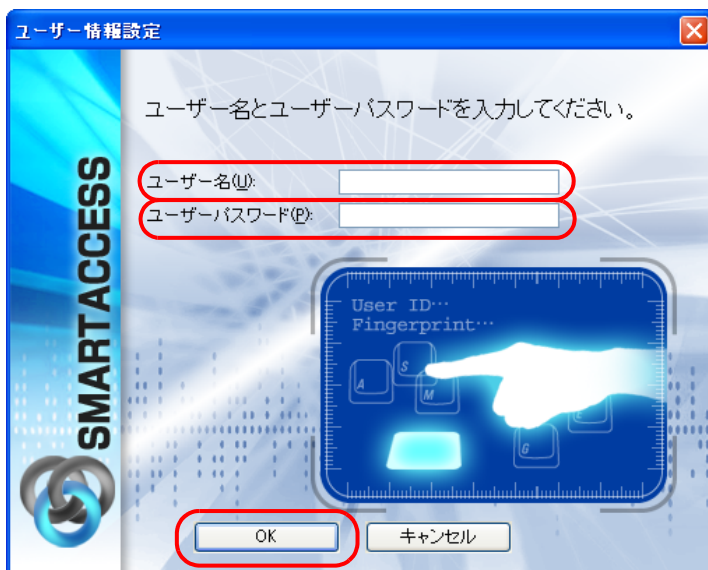 ユーザー情報設定
SMARTACCESS
ユーザー名とユーザーパスワードを入力してください。
ユーザー名(U):
ユーザーパスワード(P):
User ID…
Fingerprint…
A
S
M
G
OK
キャンセル